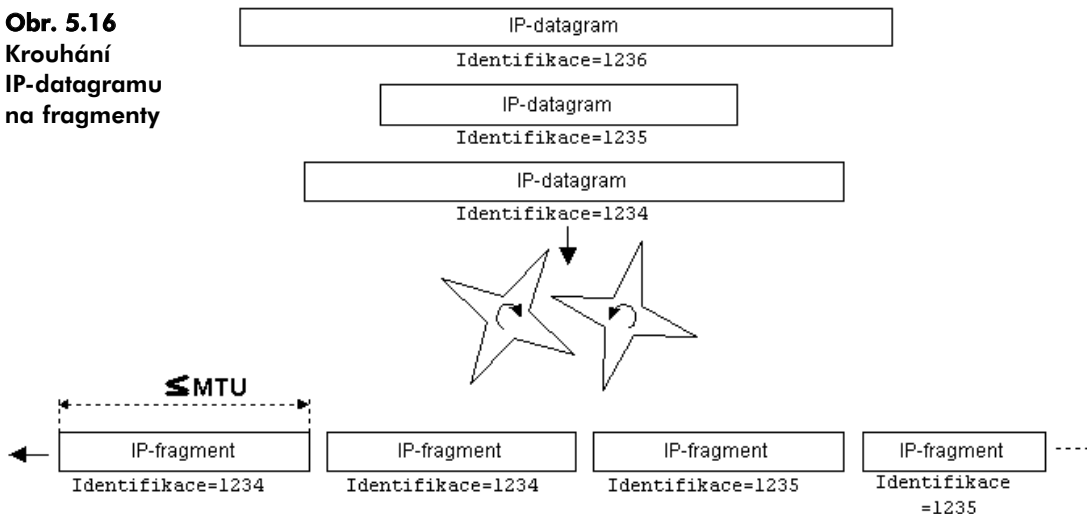 Obr. 5.16
Krouhání
IP-datagramu
na fragmenty
IP-datagram
Identifikace=1236
IP-datagram
Identifikace=1235
IP-datagram
Identifikace=1234
≤MTU
IP-fragment
Identifikace=1234
IP-fragment
Identifikace=1234
IP-fragment
Identifikace=1235
IP-fragment
Identifikace
=1235